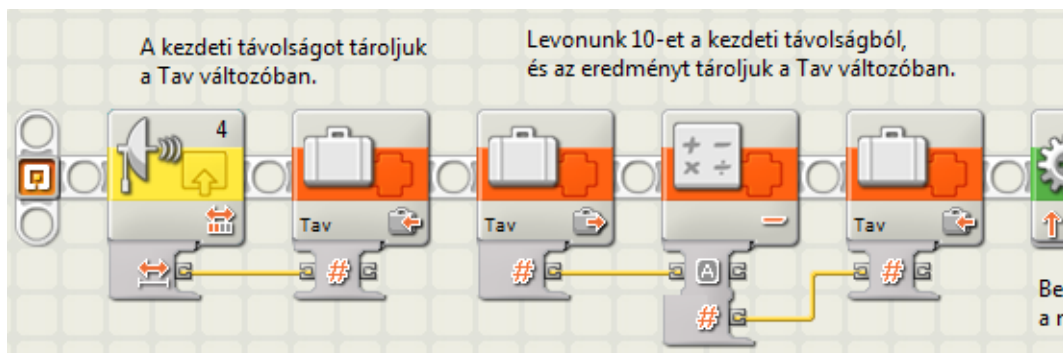 A kezdeti távolságot tároljuk
a Tav változóban.
Levonunk 10-et a kezdeti távolságból,
és az eredményt tároljuk a Tav változóban.
4
Tav
Tav
Tav
#
#
A
#
#
Be
a r